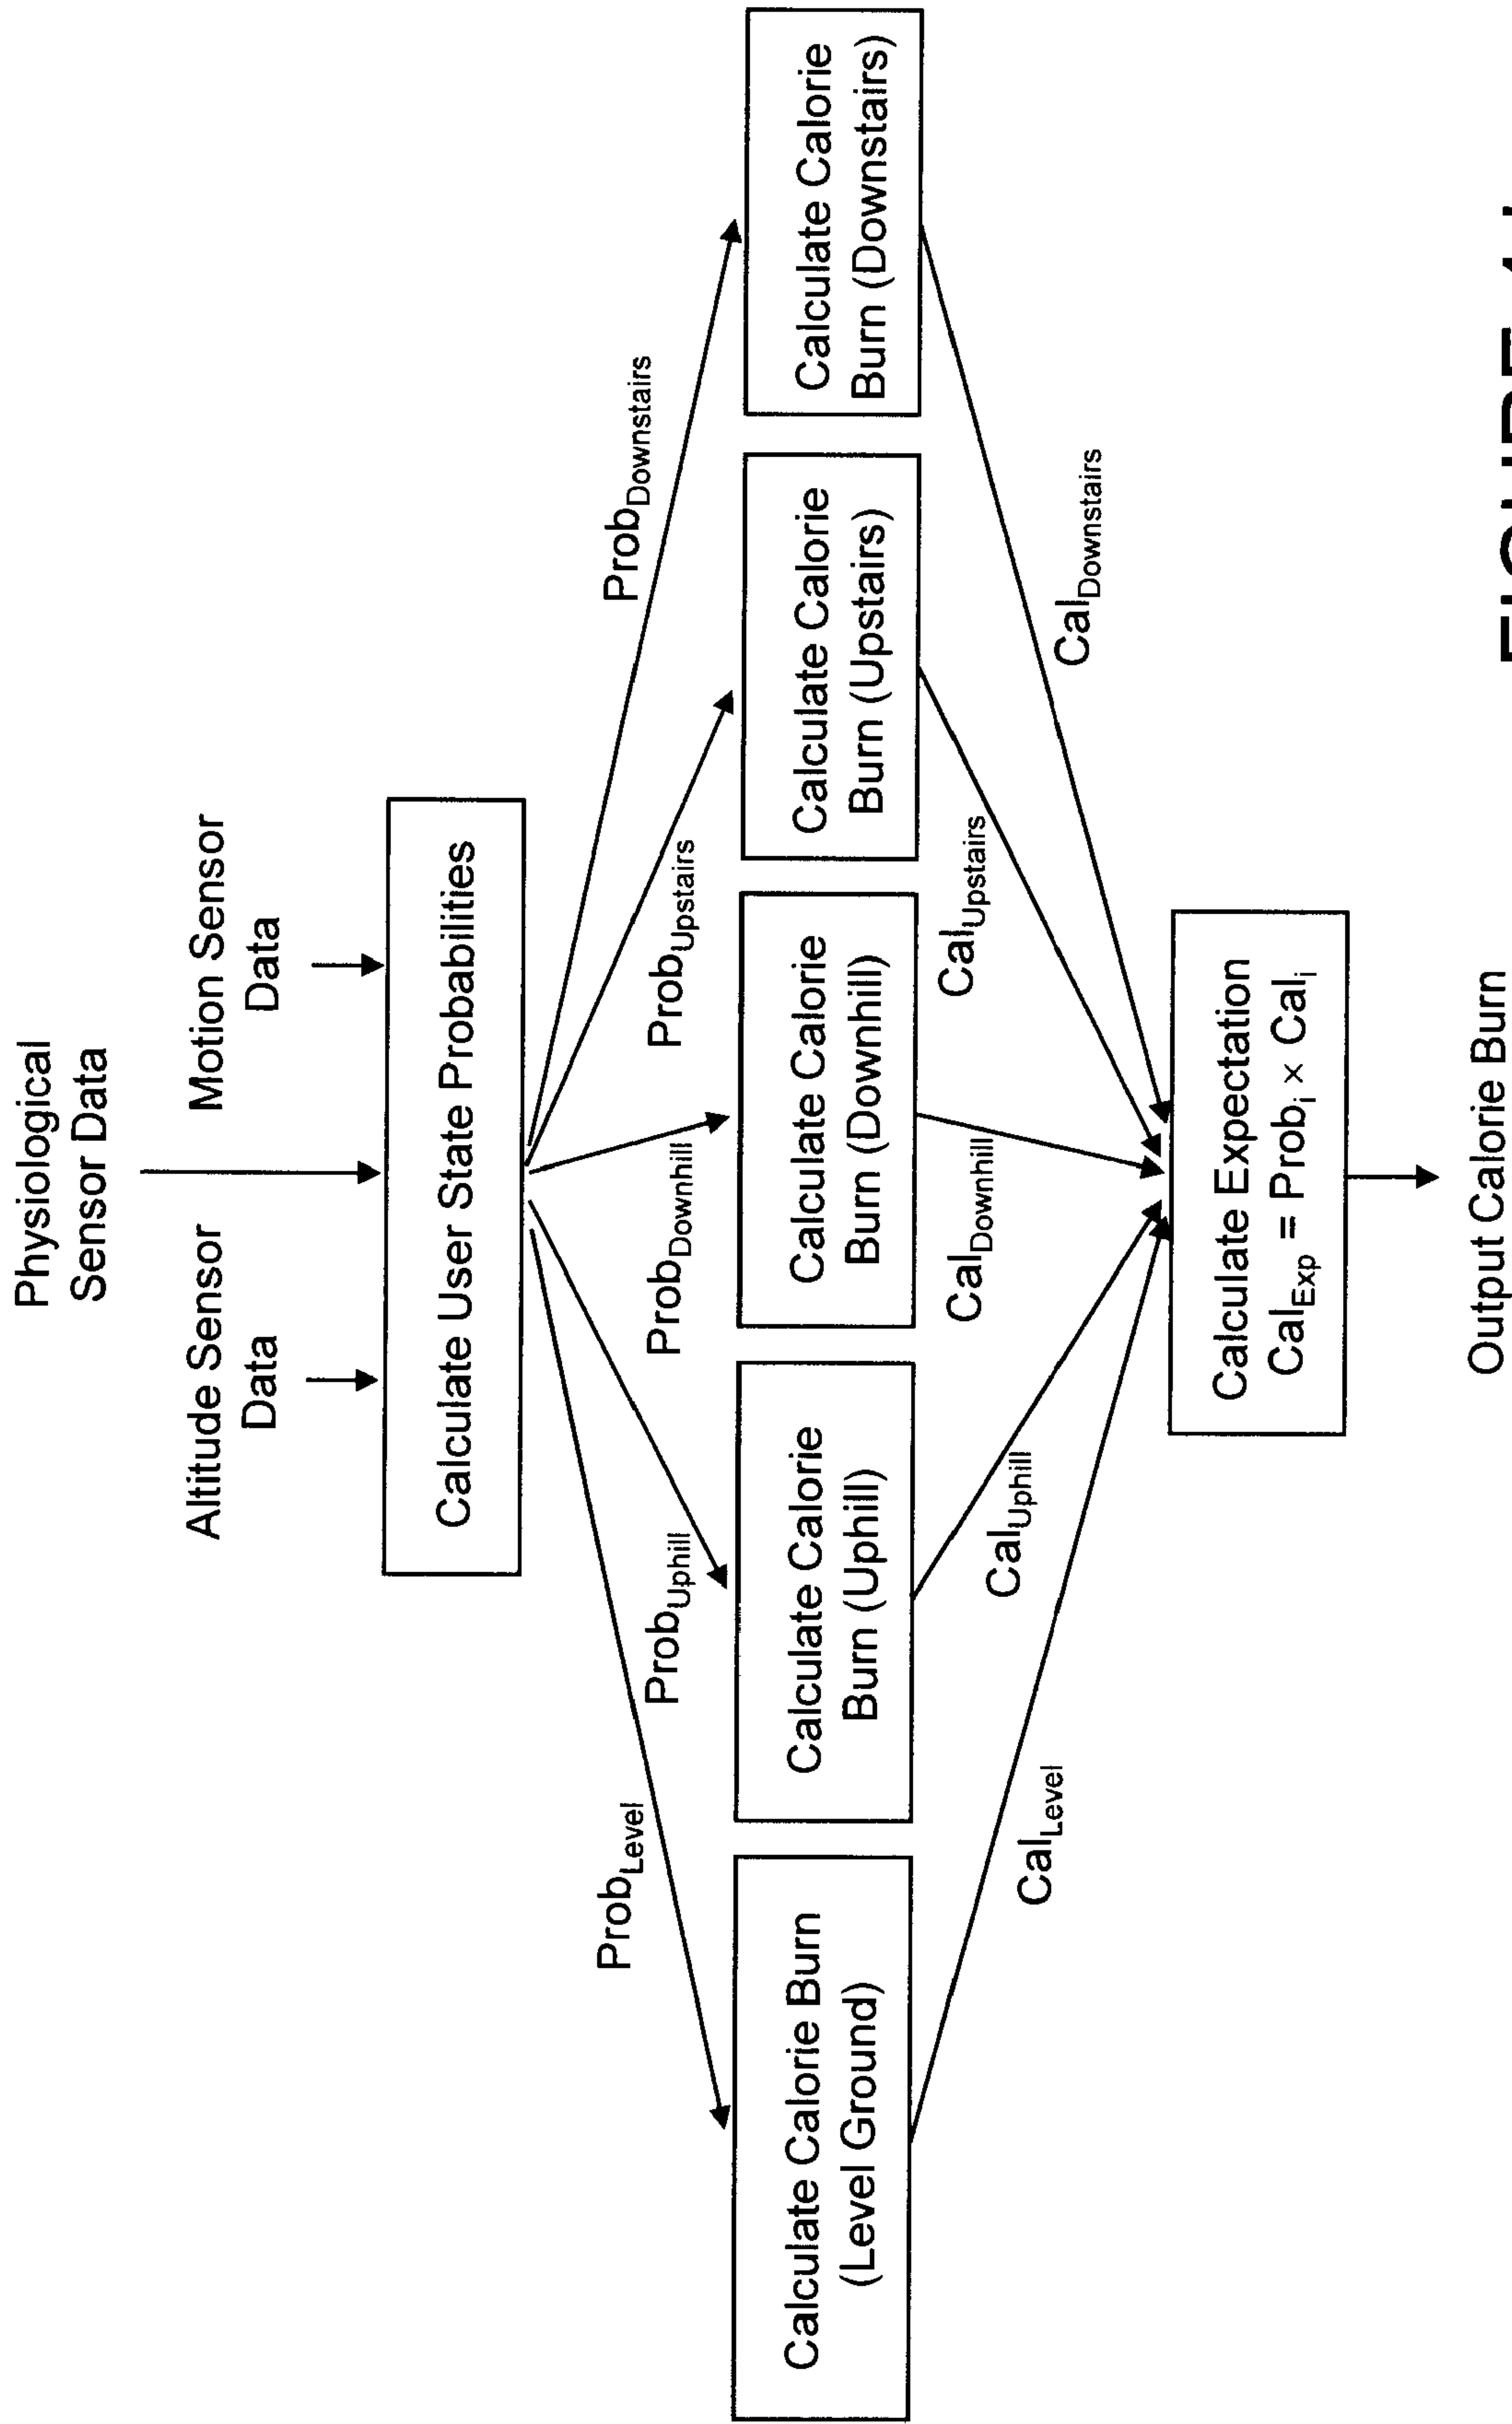 Physiological
Sensor Data
Altitude Sensor
Data
Motion Sensor
Data
Calculate User State Probabilities
Prob_Level
Prob_Uphill
Prob_Downhill
Prob_Upstairs
Prob_Downstairs
Calculate Calorie Burn
(Level Ground)
Calculate Calorie
Burn (Uphill)
Calculate Calorie
Burn (Downhill)
Calculate Calorie
Burn (Upstairs)
Calculate Calorie
Burn (Downstairs)
Cal_Level
Cal_Uphill
Cal_Downhill
Cal_Upstairs
Cal_Downstairs
Calculate Expectation
Cal_Exp = Prob_i × Cal_i
Output Calorie Burn